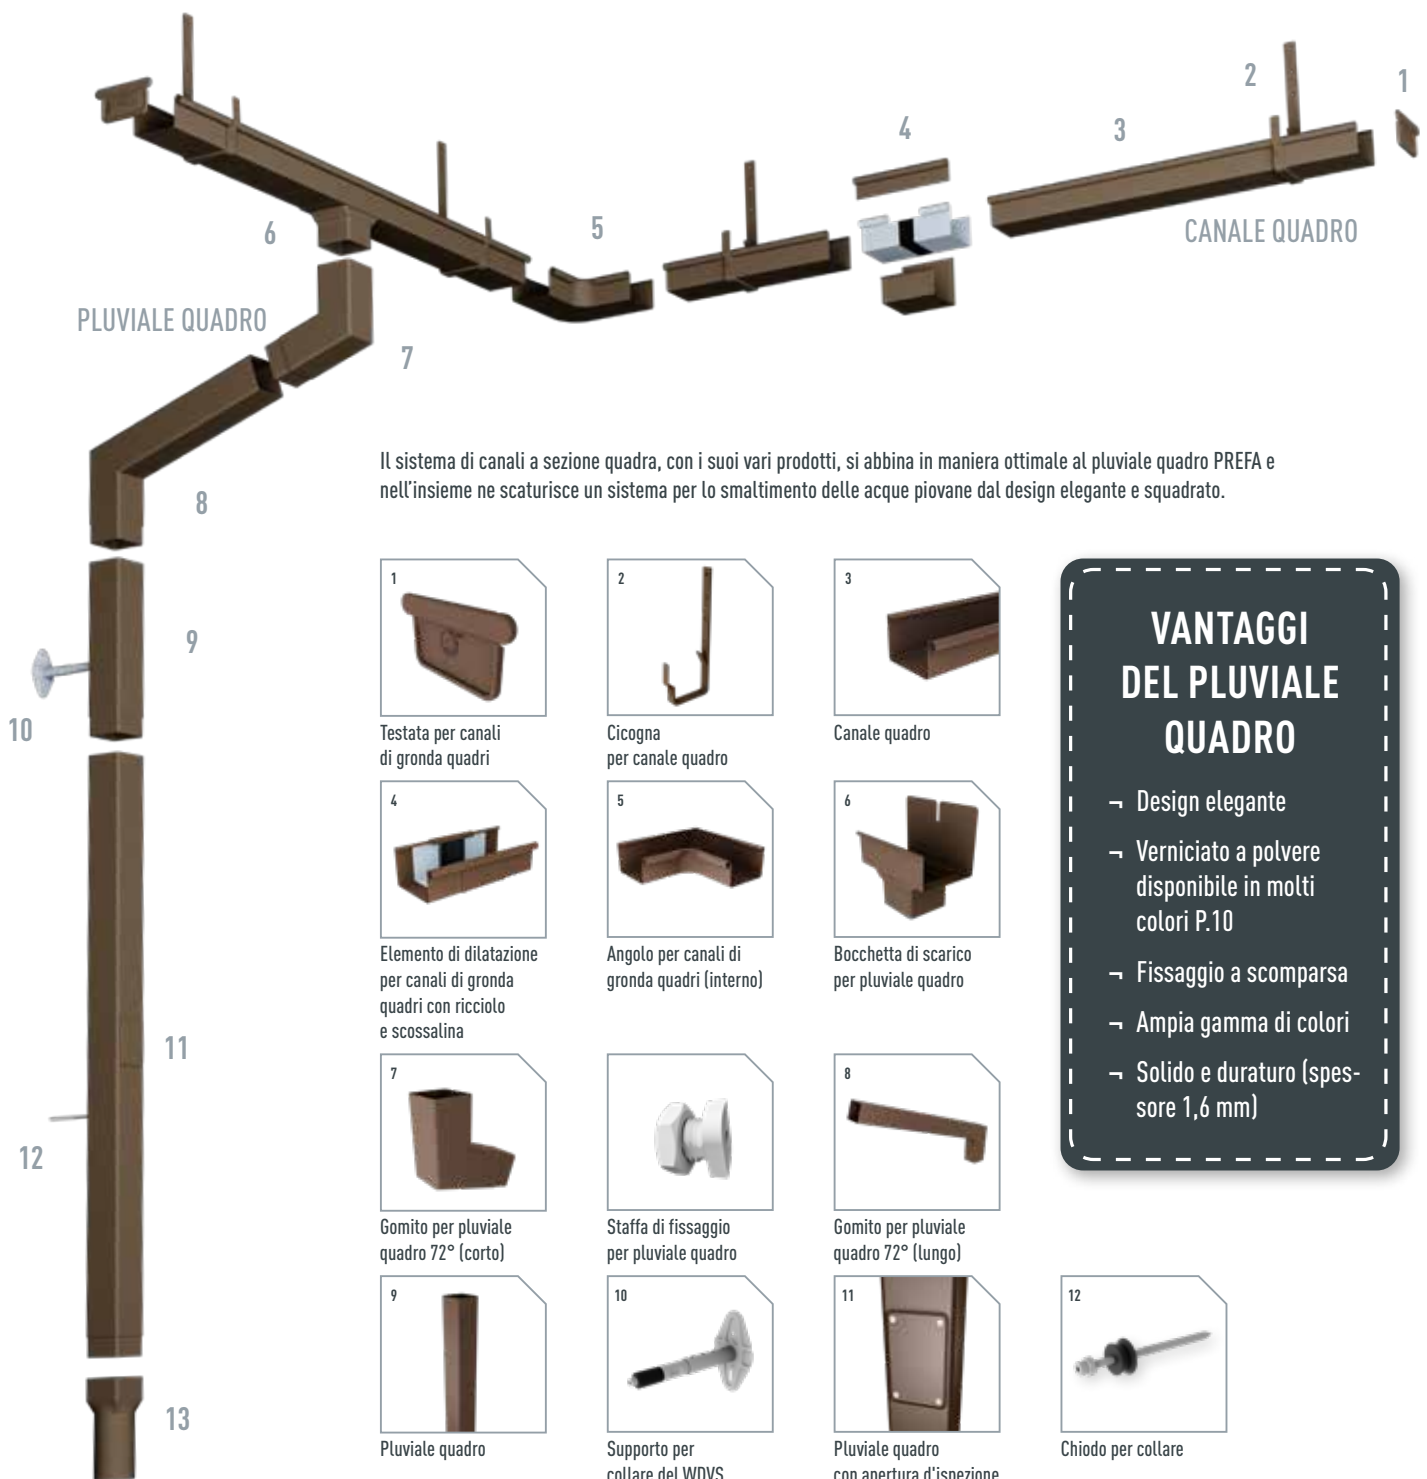 2
1
4
3
6
5
CANALE QUADRO
PLUVIALE QUADRO
7
8
9
10
11
12
13
Il sistema di canali a sezione quadra, con i suoi vari prodotti, si abbina in maniera ottimale al pluviale quadro PREFA e
nell'insieme ne scaturisce un sistema per lo smaltimento delle acque piovane dal design elegante e squadrato.
1
Testata per canali
di gronda quadri
2
Cicogna
per canale quadro
3
Canale quadro
4
Elemento di dilatazione
per canali di gronda
quadri con ricciolo
e scossalina
5
Angolo per canali di
gronda quadri (interno)
6
Bocchetta di scarico
per pluviale quadro
7
Gomito per pluviale
quadro 72° (corto)
Staffa di fissaggio
per pluviale quadro
8
Gomito per pluviale
quadro 72° (lungo)
9
Pluviale quadro
10
Supporto per
collare del WDVS
11
Pluviale quadro
con apertura d'ispezione
12
Chiodo per collare
VANTAGGI
DEL PLUVIALE
QUADRO
¬ Design elegante
¬ Verniciato a polvere
disponibile in molti
colori P.10
¬ Fissaggio a scomparsa
¬ Ampia gamma di colori
¬ Solido e duraturo (spes-
sore 1,6 mm)